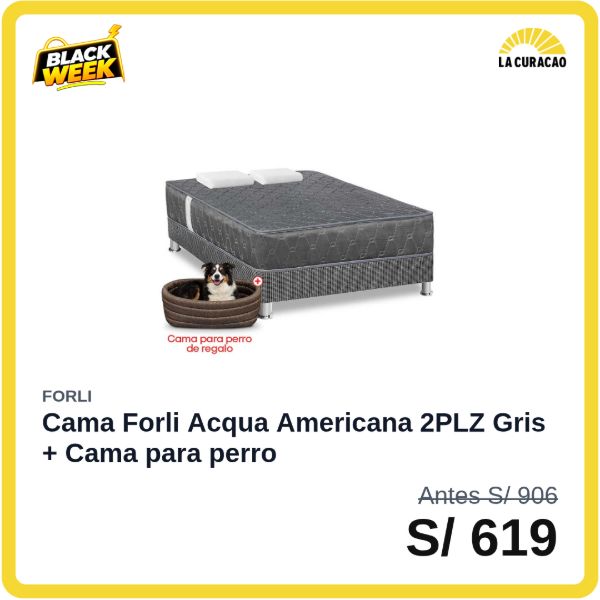 BLACK
WEEK
LA CURACAO
Cama para perro
de regalo
FORLI
Cama Forli Acqua Americana 2PLZ Gris
+ Cama para perro
Antes S/ 906
S/ 619